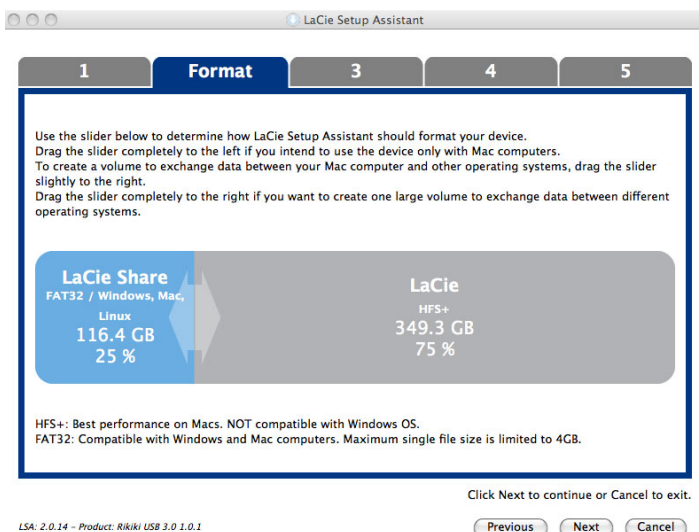 LaCie Setup Assistant
1 Format 3 4 5
Use the slider below to determine how LaCie Setup Assistant should format your device.
Drag the slider completely to the left if you intend to use the device only with Mac computers.
To create a volume to exchange data between your Mac computer and other operating systems, drag the slider
slightly to the right.
Drag the slider completely to the right if you want to create one large volume to exchange data between different
operating systems.
LaCie Share
FAT32 / Windows, Mac,
Linux
116.4 GB
25 %
LaCie
HFS+
349.3 GB
75 %
HFS+: Best performance on Macs. NOT compatible with Windows OS.
FAT32: Compatible with Windows and Mac computers. Maximum single file size is limited to 4GB.
Click Next to continue or Cancel to exit.
LSA: 2.0.14 - Product: Rikiki USB 3.0 1.0.1
Previous Next Cancel